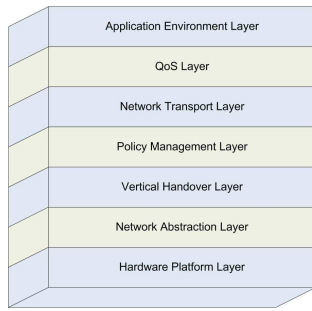 Application Environment Layer
QoS Layer
Network Transport Layer
Policy Management Layer
Vertical Handover Layer
Network Abstraction Layer
Hardware Platform Layer